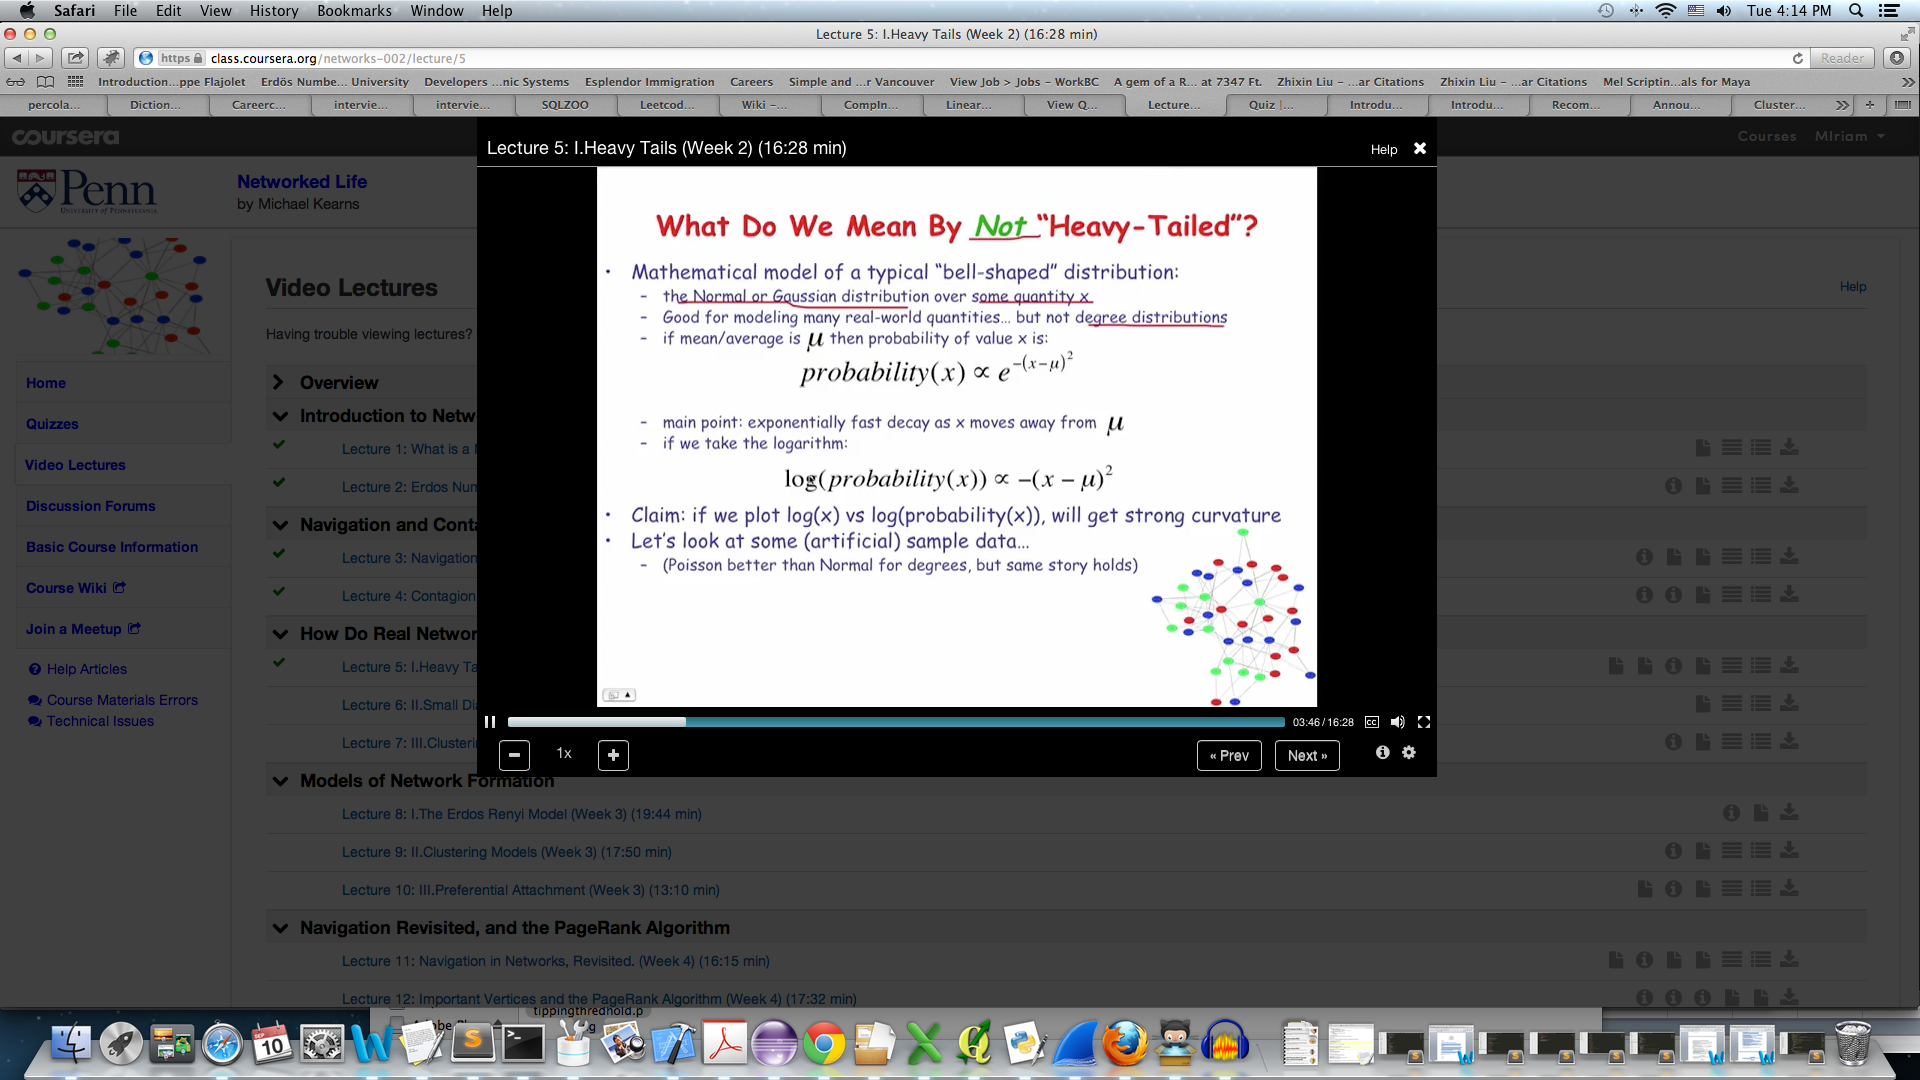 Safari File Edit View History Bookmarks Window Help Tue 4:14 PM
Lecture 5: I.Heavy Tails (Week 2) (16:28 min)
https class.coursera.org/networks-002/lecture/5 Reader
Introduction...ppe Flajolet Erdös Numbe... University Developers ...nic Systems Esplendor Immigration Careers Simple and ...r Vancouver View Job > Jobs - WorkBC A gem of a R... at 7347 Ft. Zhixin Liu - ...ar Citations Zhixin Liu - ...ar Citations Mel Scriptin...als for Maya
percola... Diction... Careerc... intervie... intervie... SQLZOO Leetcod... Wiki -... CompIn... Linear... View Q... Lecture... Quiz |... Introdu... Introdu... Recom... Annou... Cluster...
coursera Courses MIriam
Penn
UNIVERSITY OF PENNSYLVANIA
Networked Life
by Michael Kearns
Home
Quizzes
Video Lectures
Discussion Forums
Basic Course Information
Course Wiki
Join a Meetup
Help Articles
Course Materials Errors
Technical Issues
Video Lectures
Help
Having trouble viewing lectures?
Overview
Introduction to Netw
Lecture 1: What is a
Lecture 2: Erdos Num
Navigation and Conta
Lecture 3: Navigation
Lecture 4: Contagion
How Do Real Networ
Lecture 5: I.Heavy Ta
Lecture 6: II.Small Di
Lecture 7: III.Clusteri
Models of Network Formation
Lecture 8: I.The Erdos Renyi Model (Week 3) (19:44 min)
Lecture 9: II.Clustering Models (Week 3) (17:50 min)
Lecture 10: III.Preferential Attachment (Week 3) (13:10 min)
Navigation Revisited, and the PageRank Algorithm
Lecture 11: Navigation in Networks, Revisited. (Week 4) (16:15 min)
Lecture 12: Important Vertices and the PageRank Algorithm (Week 4) (17:32 min)
Lecture 5: I.Heavy Tails (Week 2) (16:28 min)
Help
What Do We Mean By Not “Heavy-Tailed”?
• Mathematical model of a typical “bell-shaped” distribution:
– the Normal or Gaussian distribution over some quantity x
– Good for modeling many real-world quantities… but not degree distributions
– if mean/average is μ then probability of value x is:
probability(x) ∝ e^−(x−μ)²
– main point: exponentially fast decay as x moves away from μ
– if we take the logarithm:
log(probability(x)) ∝ −(x − μ)²
• Claim: if we plot log(x) vs log(probability(x)), will get strong curvature
• Let’s look at some (artificial) sample data…
– (Poisson better than Normal for degrees, but same story holds)
03:46 / 16:28 CC
1x
« Prev Next »
tippingthredhold.p
SEP
10